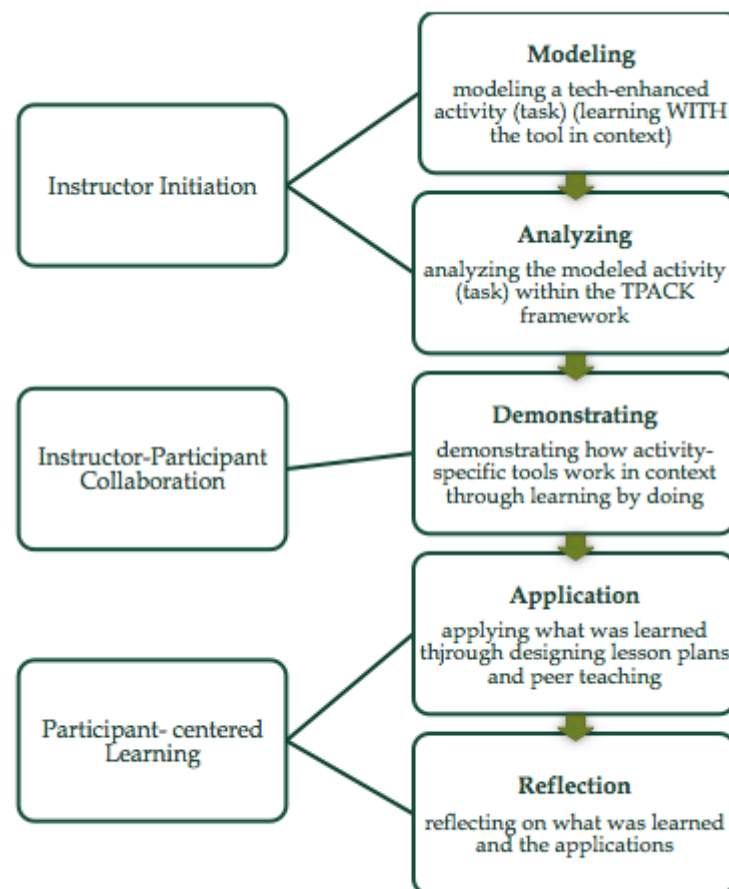 Modeling
modeling a tech-enhanced
activity (task) (learning WITH
the tool in context)
Instructor Initiation
Analyzing
analyzing the modeled activity
(task) within the TPACK
framework
Demonstrating
demonstrating how activity-
specific tools work in context
through learning by doing
Instructor-Participant
Collaboration
Application
applying what was learned
thjrough designing lesson plans
and peer teaching
Participant- centered
Learning
Reflection
reflecting on what was learned
and the applications